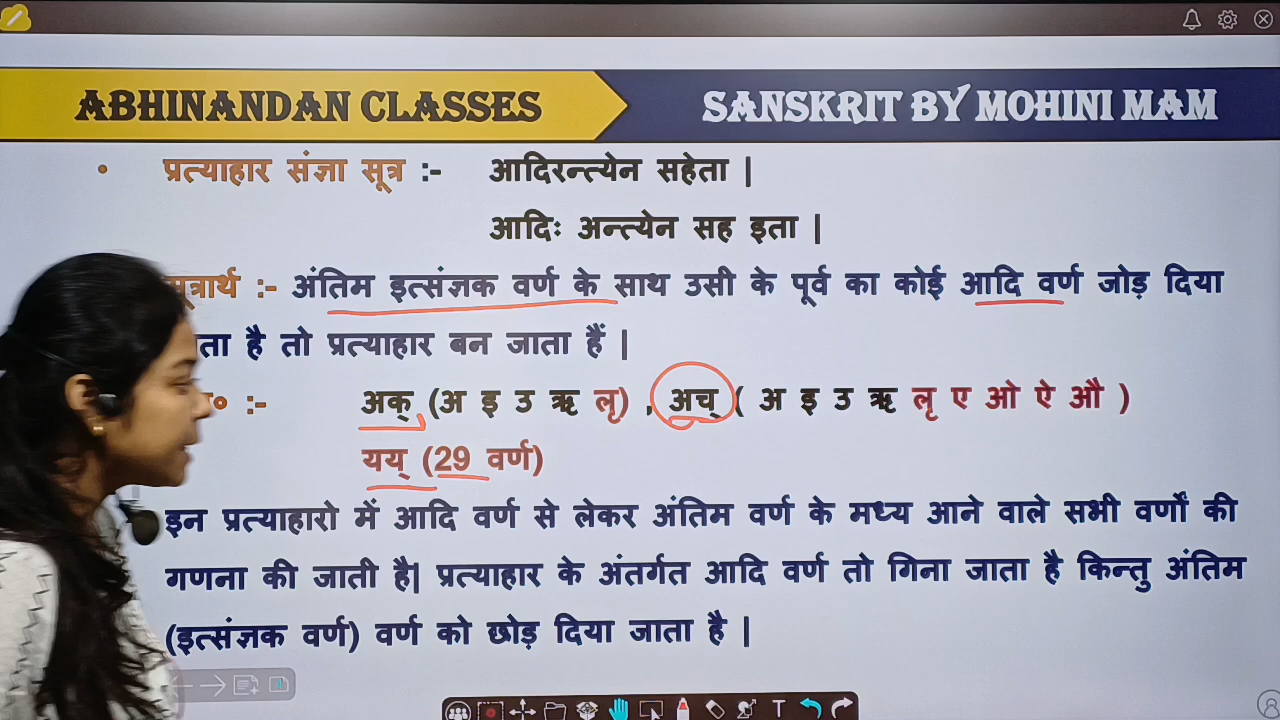 ABHINANDAN CLASSES
SANSKRIT BY MOHINI MAM
• प्रत्याहार संज्ञा सूत्र :- आदिरन्त्येन सहेता |
आदिः अन्त्येन सह इता |
सूत्रार्थ :- अंतिम इत्संज्ञक वर्ण के साथ उसी के पूर्व का कोई आदि वर्ण जोड़ दिया
है तो प्रत्याहार बन जाता हैं |
:- अक् (अ इ उ ऋ लृ) , अच् ( अ इ उ ऋ लृ ए ओ ऐ औ )
यय् (29 वर्ण)
इन प्रत्याहारो में आदि वर्ण से लेकर अंतिम वर्ण के मध्य आने वाले सभी वर्णों की
गणना की जाती है| प्रत्याहार के अंतर्गत आदि वर्ण तो गिना जाता है किन्तु अंतिम
(इत्संज्ञक वर्ण) वर्ण को छोड़ दिया जाता है |